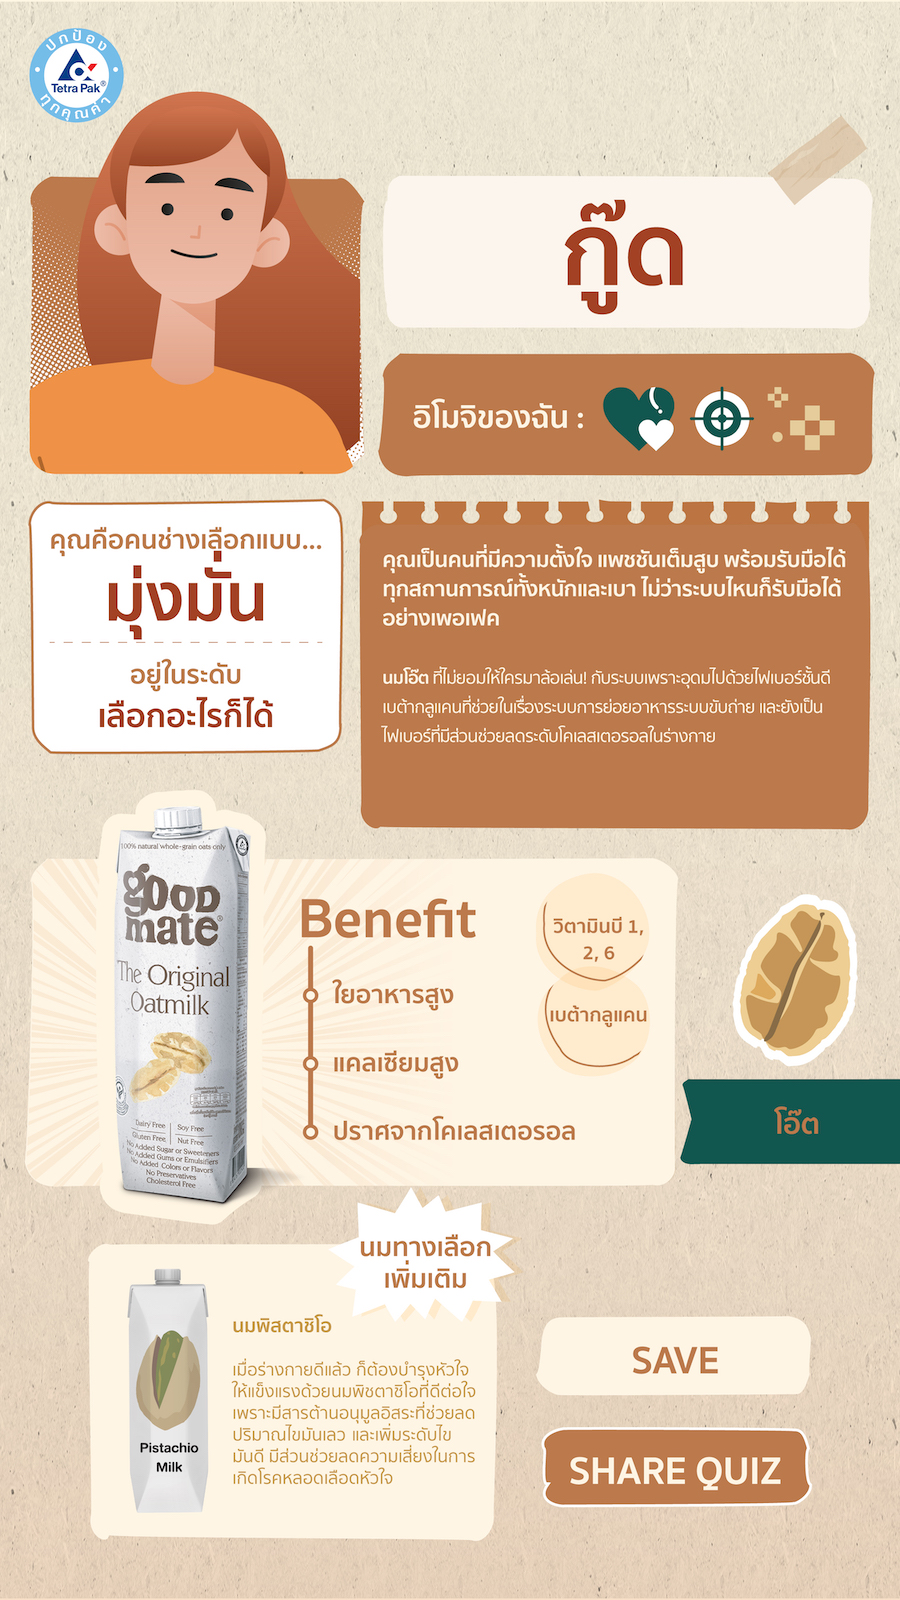 ปกป้อง
Tetra Pak®
ทุกคุณค่า
กู๊ด
อิโมจิของฉัน :
คุณคือคนช่างเลือกแบบ...
มุ่งมั่น
อยู่ในระดับ
เลือกอะไรก็ได้
คุณเป็นคนที่มีความตั้งใจ แพชชันเต็มสูบ พร้อมรับมือได้
ทุกสถานการณ์ทั้งหนักและเบา ไม่ว่าระบบไหนก็รับมือได้
อย่างเพอเฟค
นมโอ๊ต ที่ไม่ยอมให้ใครมาล้อเล่น! กับระบบเพราะอุดมไปด้วยไฟเบอร์ชั้นดี
เบต้ากลูแคนที่ช่วยในเรื่องระบบการย่อยอาหารระบบขับถ่าย และยังเป็น
ไฟเบอร์ที่มีส่วนช่วยลดระดับโคเลสเตอรอลในร่างกาย
100% natural whole-grain oats only
good
mate®
The Original
Oatmilk
Dairy Free
Soy Free
Gluten Free
Nut Free
No Added Sugar or Sweeteners
No Added Gums or Emulsifiers
No Added Colors or Flavors
No Preservatives
Cholesterol Free
Benefit
ใยอาหารสูง
แคลเซียมสูง
ปราศจากโคเลสเตอรอล
วิตามินบี 1,
2, 6
เบต้ากลูแคน
โอ๊ต
นมทางเลือก
เพิ่มเติม
Pistachio
Milk
นมพิสตาชิโอ
เมื่อร่างกายดีแล้ว ก็ต้องบำรุงหัวใจ
ให้แข็งแรงด้วยนมพิชตาชิโอที่ดีต่อใจ
เพราะมีสารต้านอนุมูลอิสระที่ช่วยลด
ปริมาณไขมันเลว และเพิ่มระดับไข
มันดี มีส่วนช่วยลดความเสี่ยงในการ
เกิดโรคหลอดเลือดหัวใจ
SAVE
SHARE QUIZ